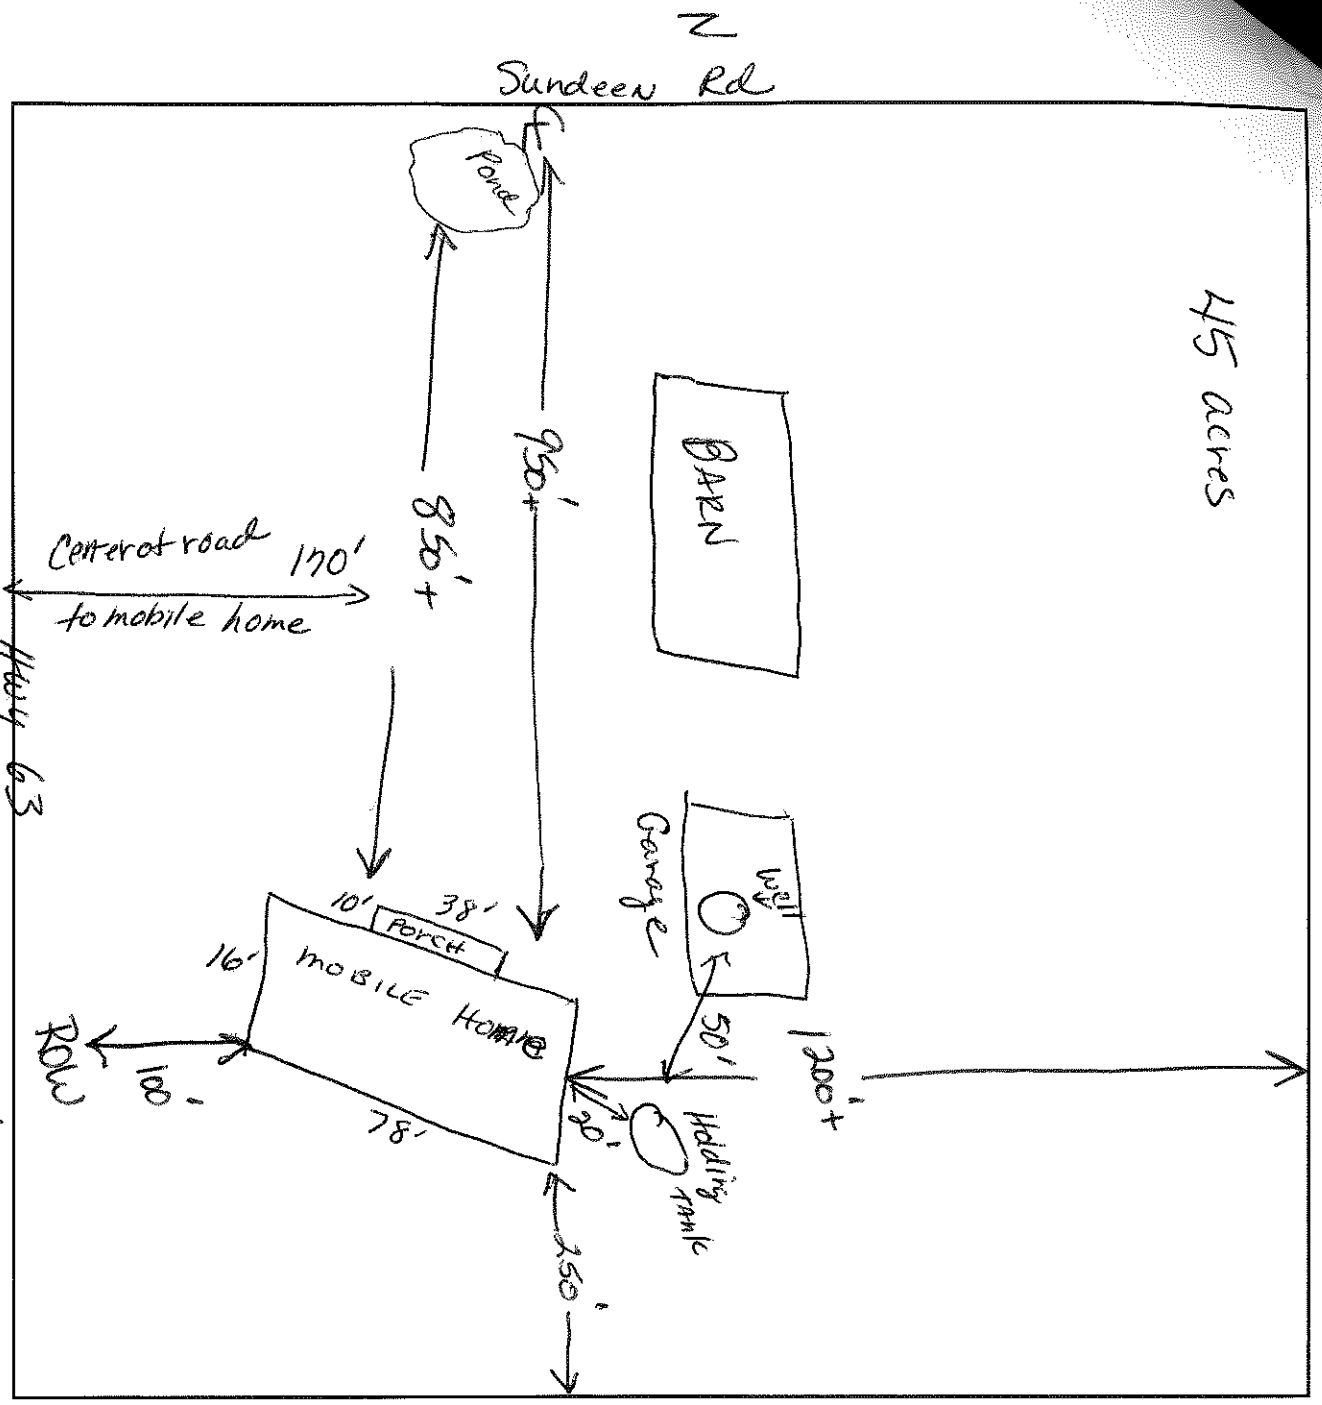 N
Sundeen Rd
C
L
Pond
45 acres
BARN
950'+
850'+
Center of road 170'
to mobile home
Hwy 63
Garage
Well
10' 38'
PORCH
16'
MOBILE HOME
50'
1200'+
ROW
100'
78'
20'
Holding
TANK
250'